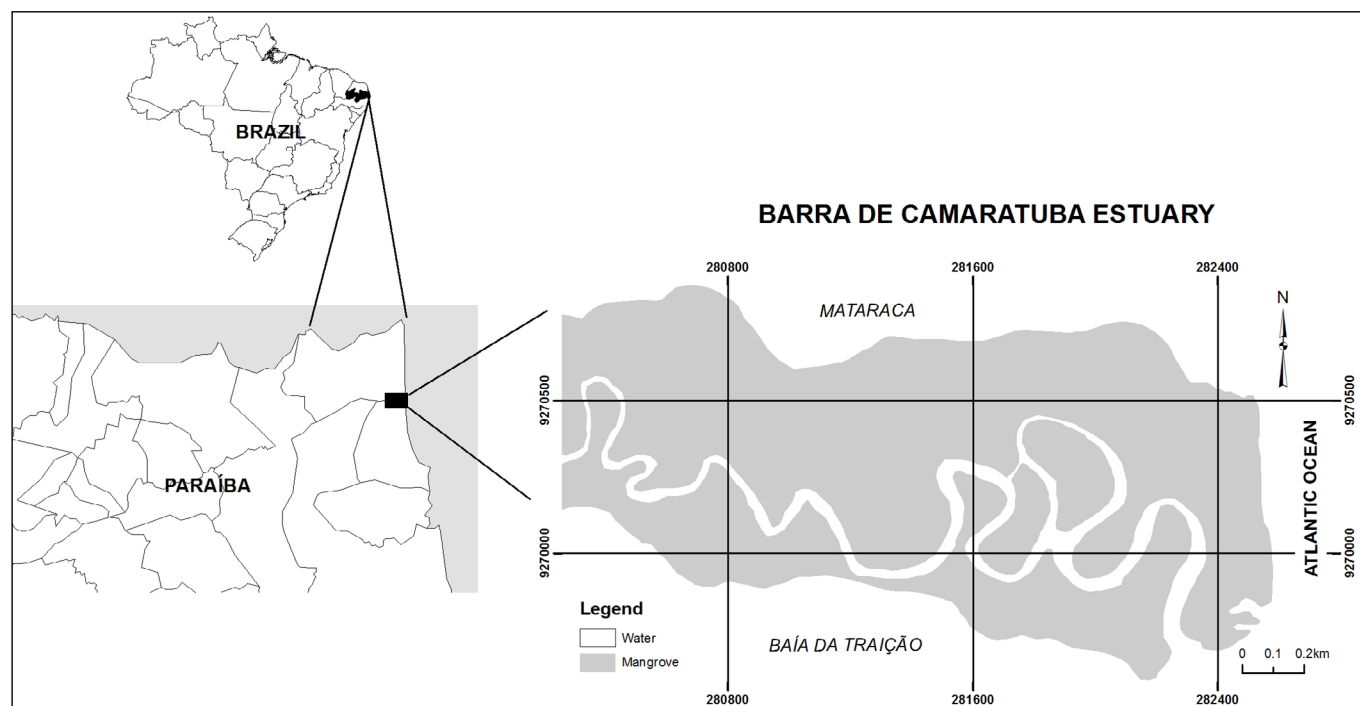 BRAZIL
PARAÍBA
BARRA DE CAMARATUBA ESTUARY
280800
281600
282400
MATARACA
N
9270500
9270500
ATLANTIC OCEAN
9270000
9270000
Legend
Water
Mangrove
BAÍA DA TRAIÇÃO
0 0.1 0.2km
280800
281600
282400